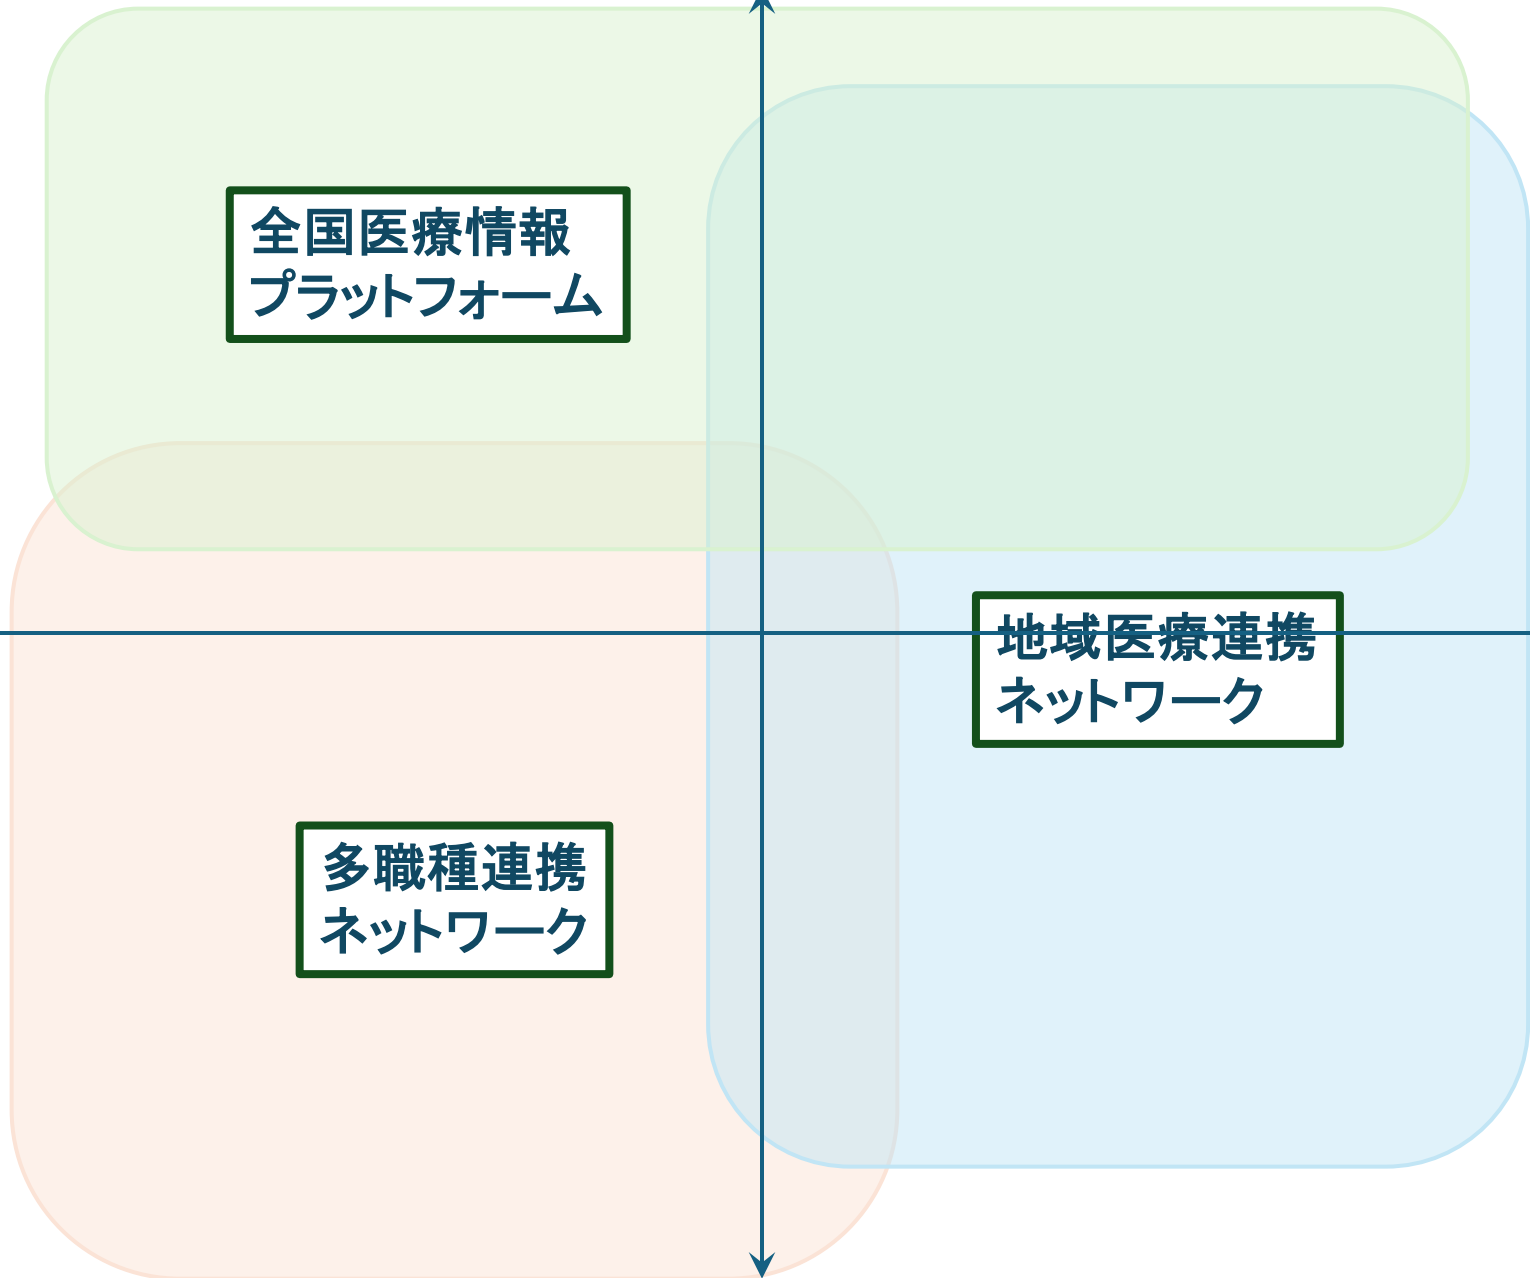 全国医療情報
プラットフォーム
地域医療連携
ネットワーク
多職種連携
ネットワーク